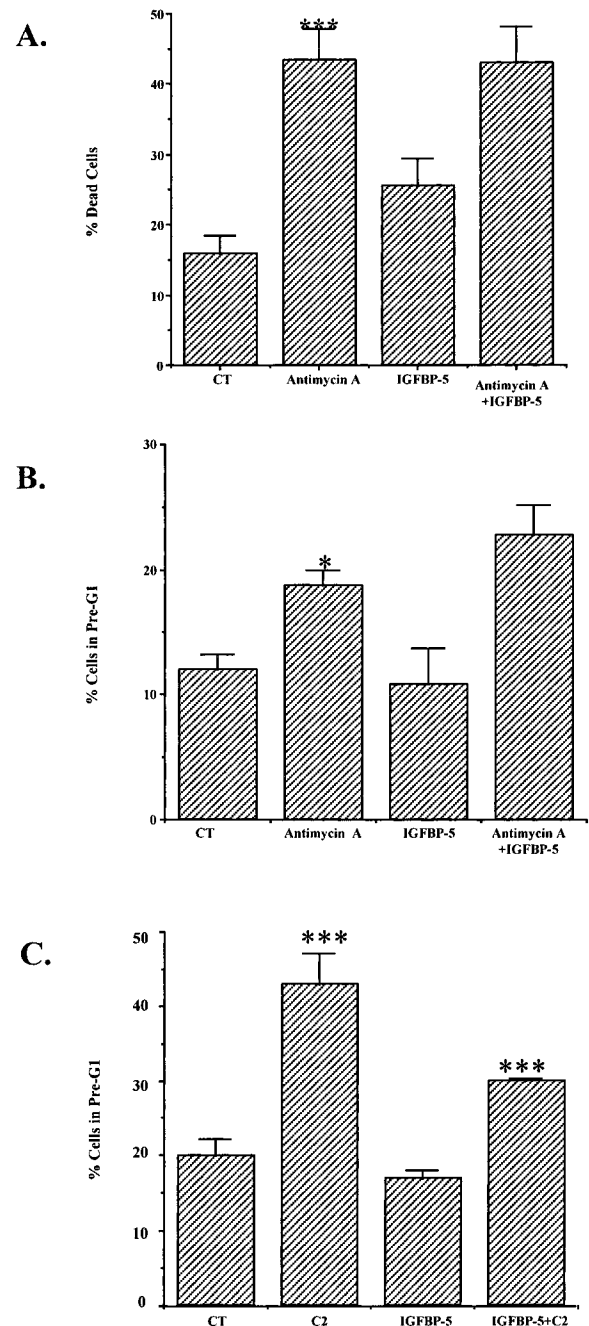 A.
50
40
30
20
10
0
% Dead Cells
***
CT
Antimycin A
IGFBP-5
Antimycin A
+IGFBP-5
B.
30
20
10
0
% Cells in Pre-G1
*
CT
Antimycin A
IGFBP-5
Antimycin A
+IGFBP-5
C.
50
40
30
20
10
0
% Cells in Pre-G1
***
***
CT
C2
IGFBP-5
IGFBP-5+C2